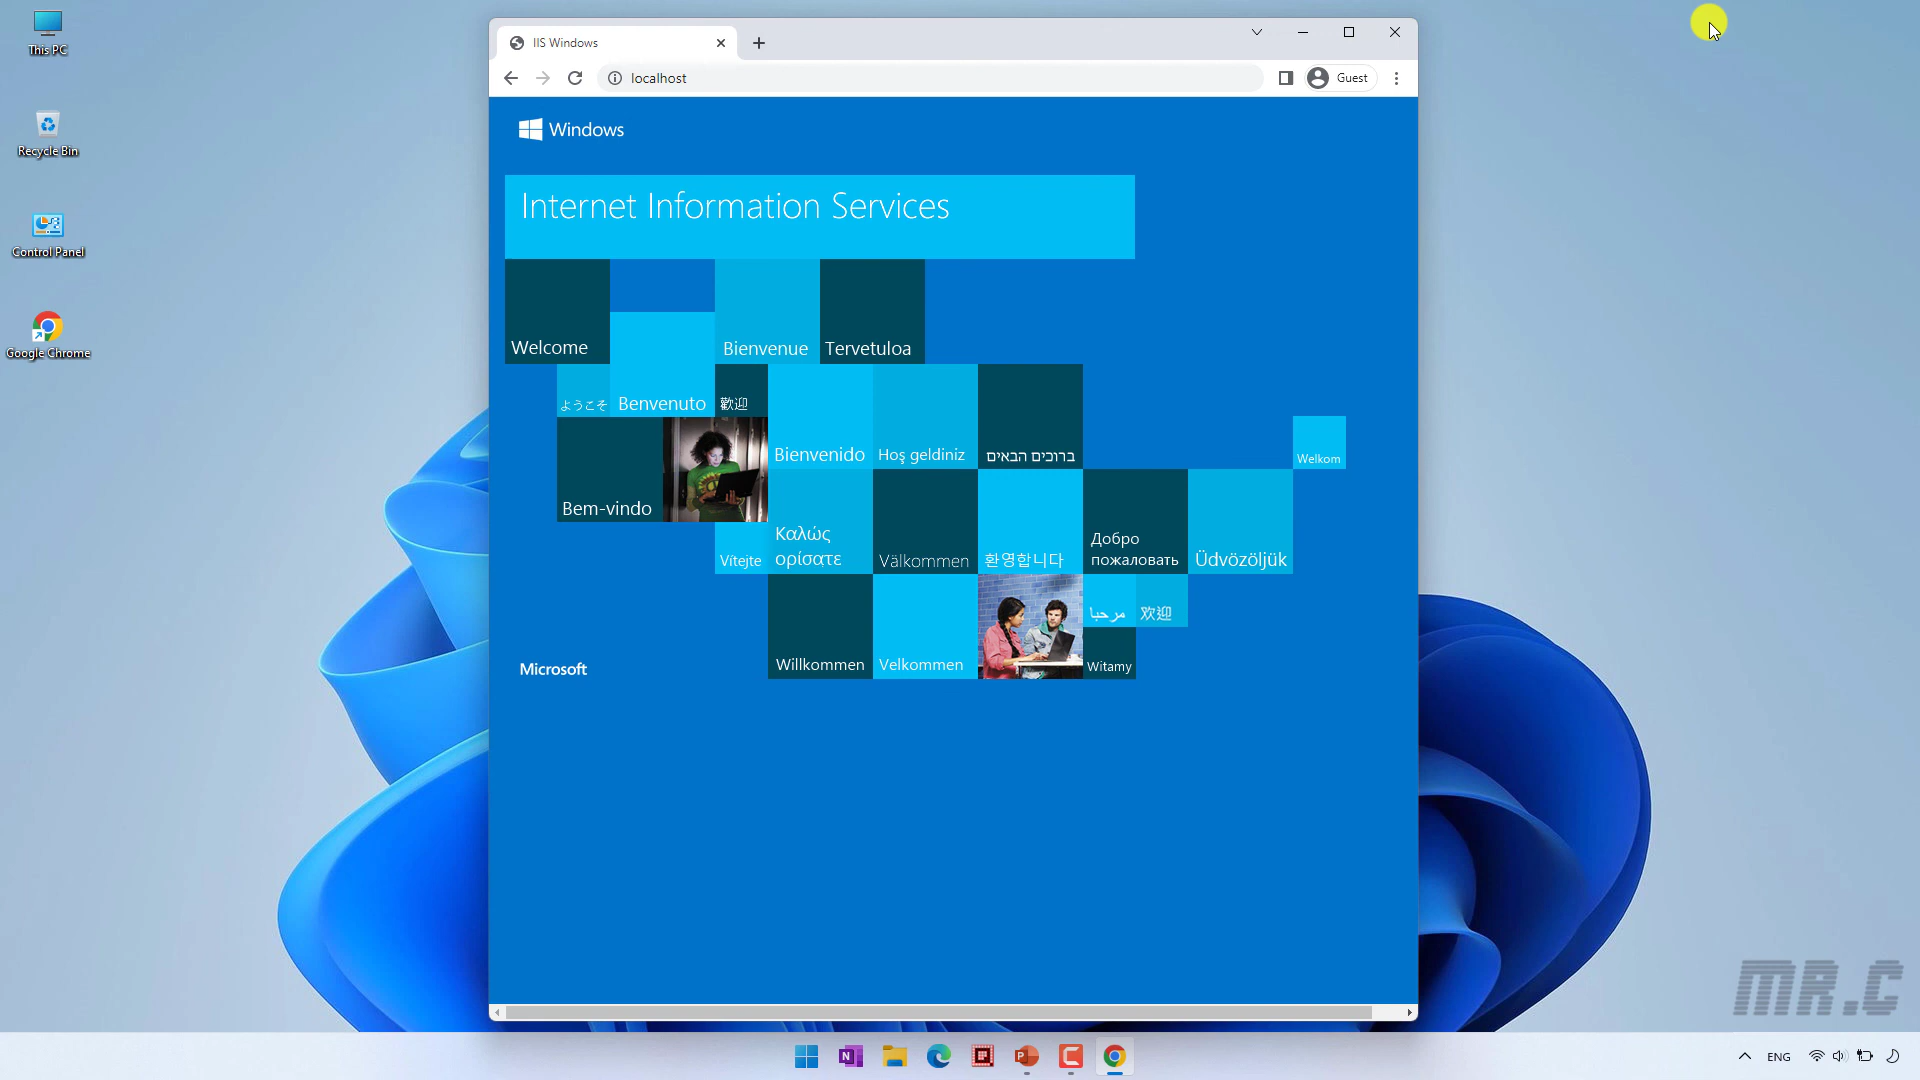 This PC
Recycle Bin
Control Panel
Google Chrome
IIS Windows
localhost
Guest
Windows
Internet Information Services
Welcome
Bienvenue
Tervetuloa
ようこそ
Benvenuto
歡迎
Bienvenido
Hoş geldiniz
ברוכים הבאים
Welkom
Bem-vindo
Vítejte
Καλώς
ορίσατε
Välkommen
환영합니다
Добро
пожаловать
Üdvözöljük
مرحبا
欢迎
Microsoft
Willkommen
Velkommen
Witamy
MR.C
ENG